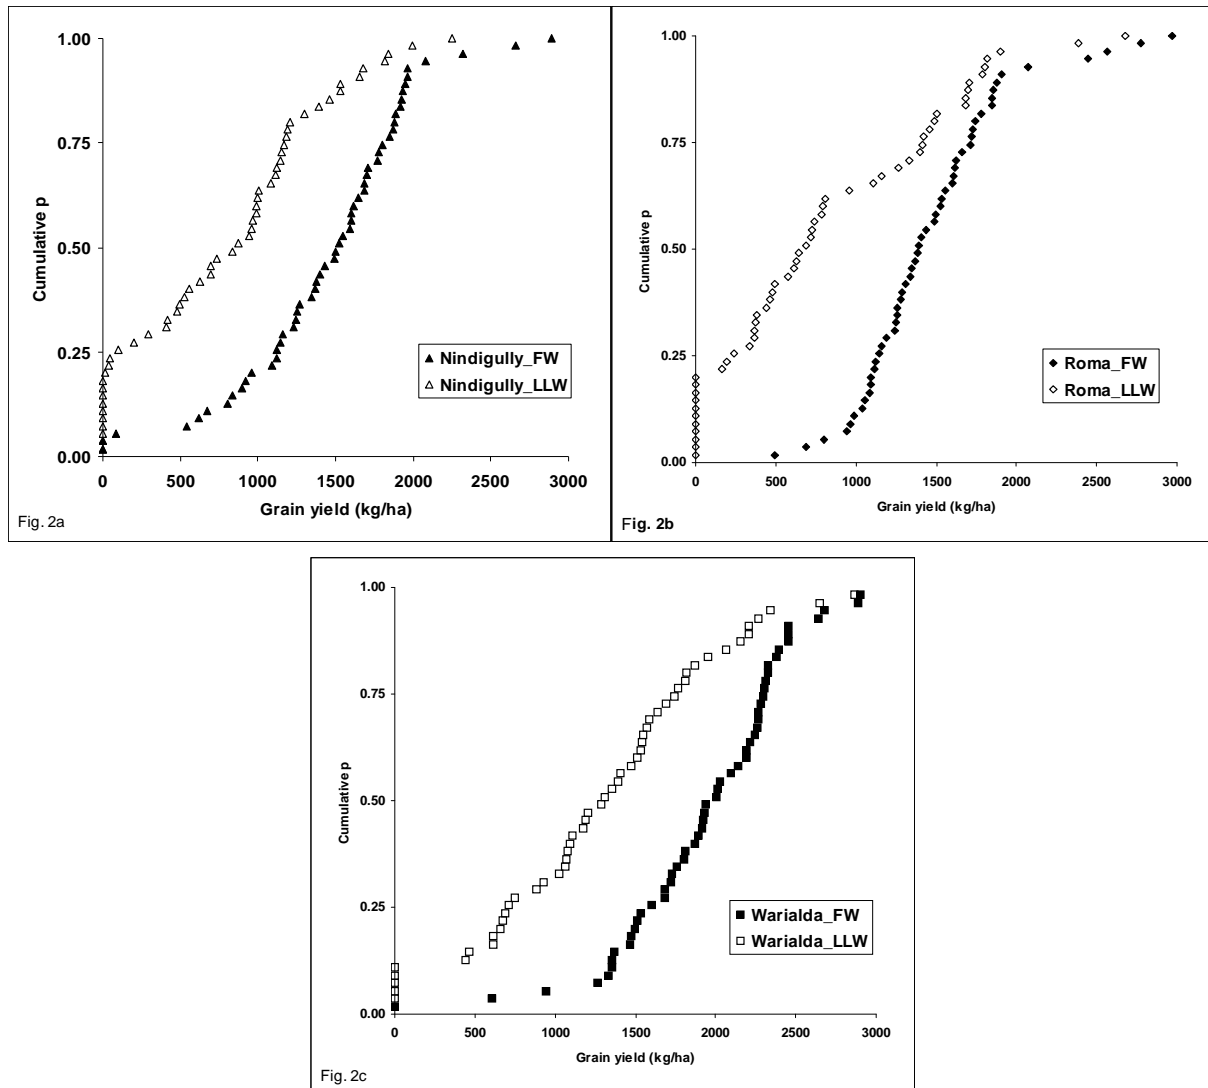 1.00
0.75
0.50
0.25
0.00
Cumulative p
0 500 1000 1500 2000 2500 3000
Grain yield (kg/ha)
Nindigully_FW
Nindigully_LLW
Fig. 2a
1.00
0.75
0.50
0.25
0.00
Cumulative p
0 500 1000 1500 2000 2500 3000
Grain yield (kg/ha)
Roma_FW
Roma_LLW
Fig. 2b
1.00
0.75
0.50
0.25
0.00
Cumulative p
0 500 1000 1500 2000 2500 3000
Grain yield (kg/ha)
Warialda_FW
Warialda_LLW
Fig. 2c